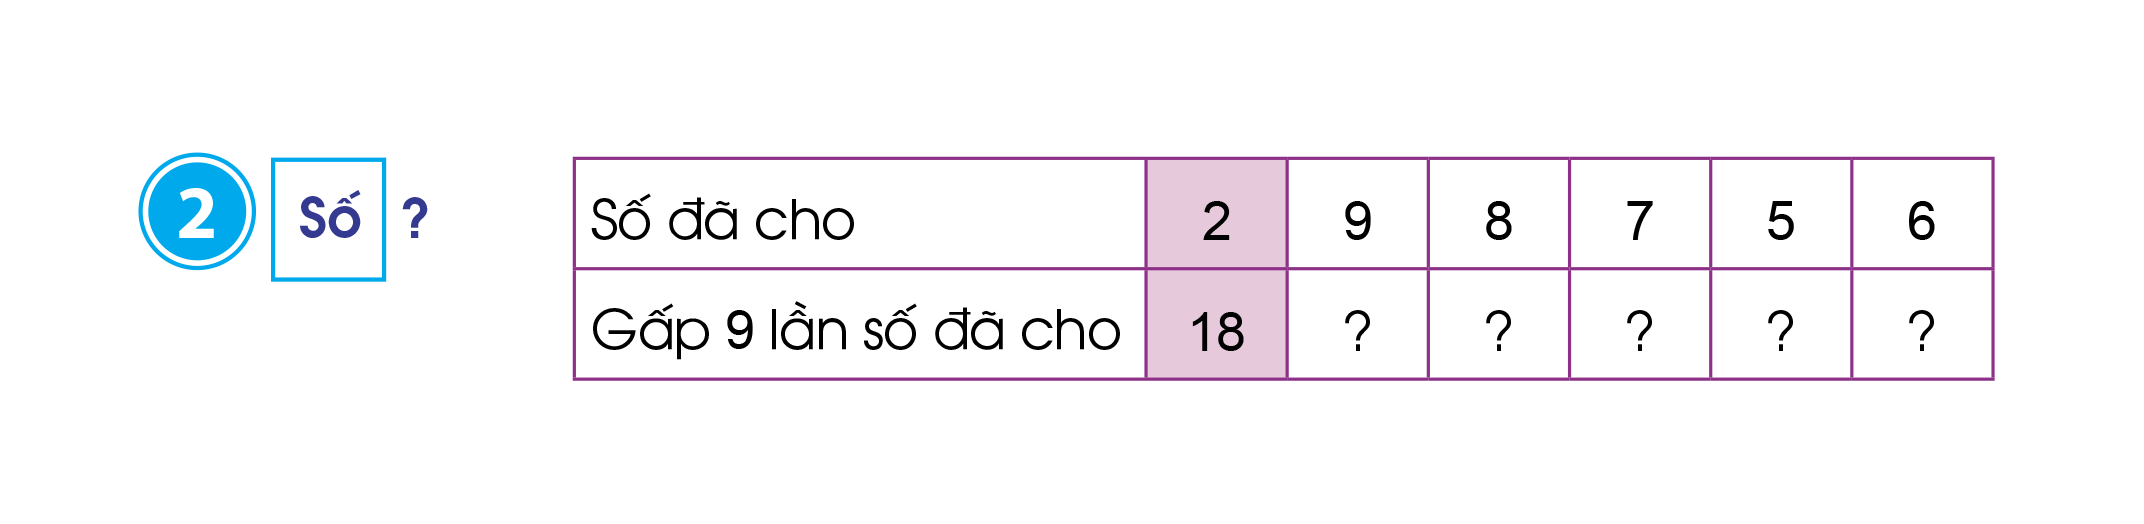 2 Số ?
Số đã cho 2 9 8 7 5 6
Gấp 9 lần số đã cho 18 ? ? ? ? ?